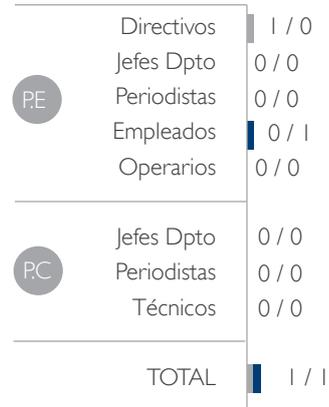 Directivos 1 / 0
Jefes Dpto 0 / 0
P.E Periodistas 0 / 0
Empleados 0 / 1
Operarios 0 / 0
Jefes Dpto 0 / 0
P.C Periodistas 0 / 0
Técnicos 0 / 0
TOTAL 1 / 1